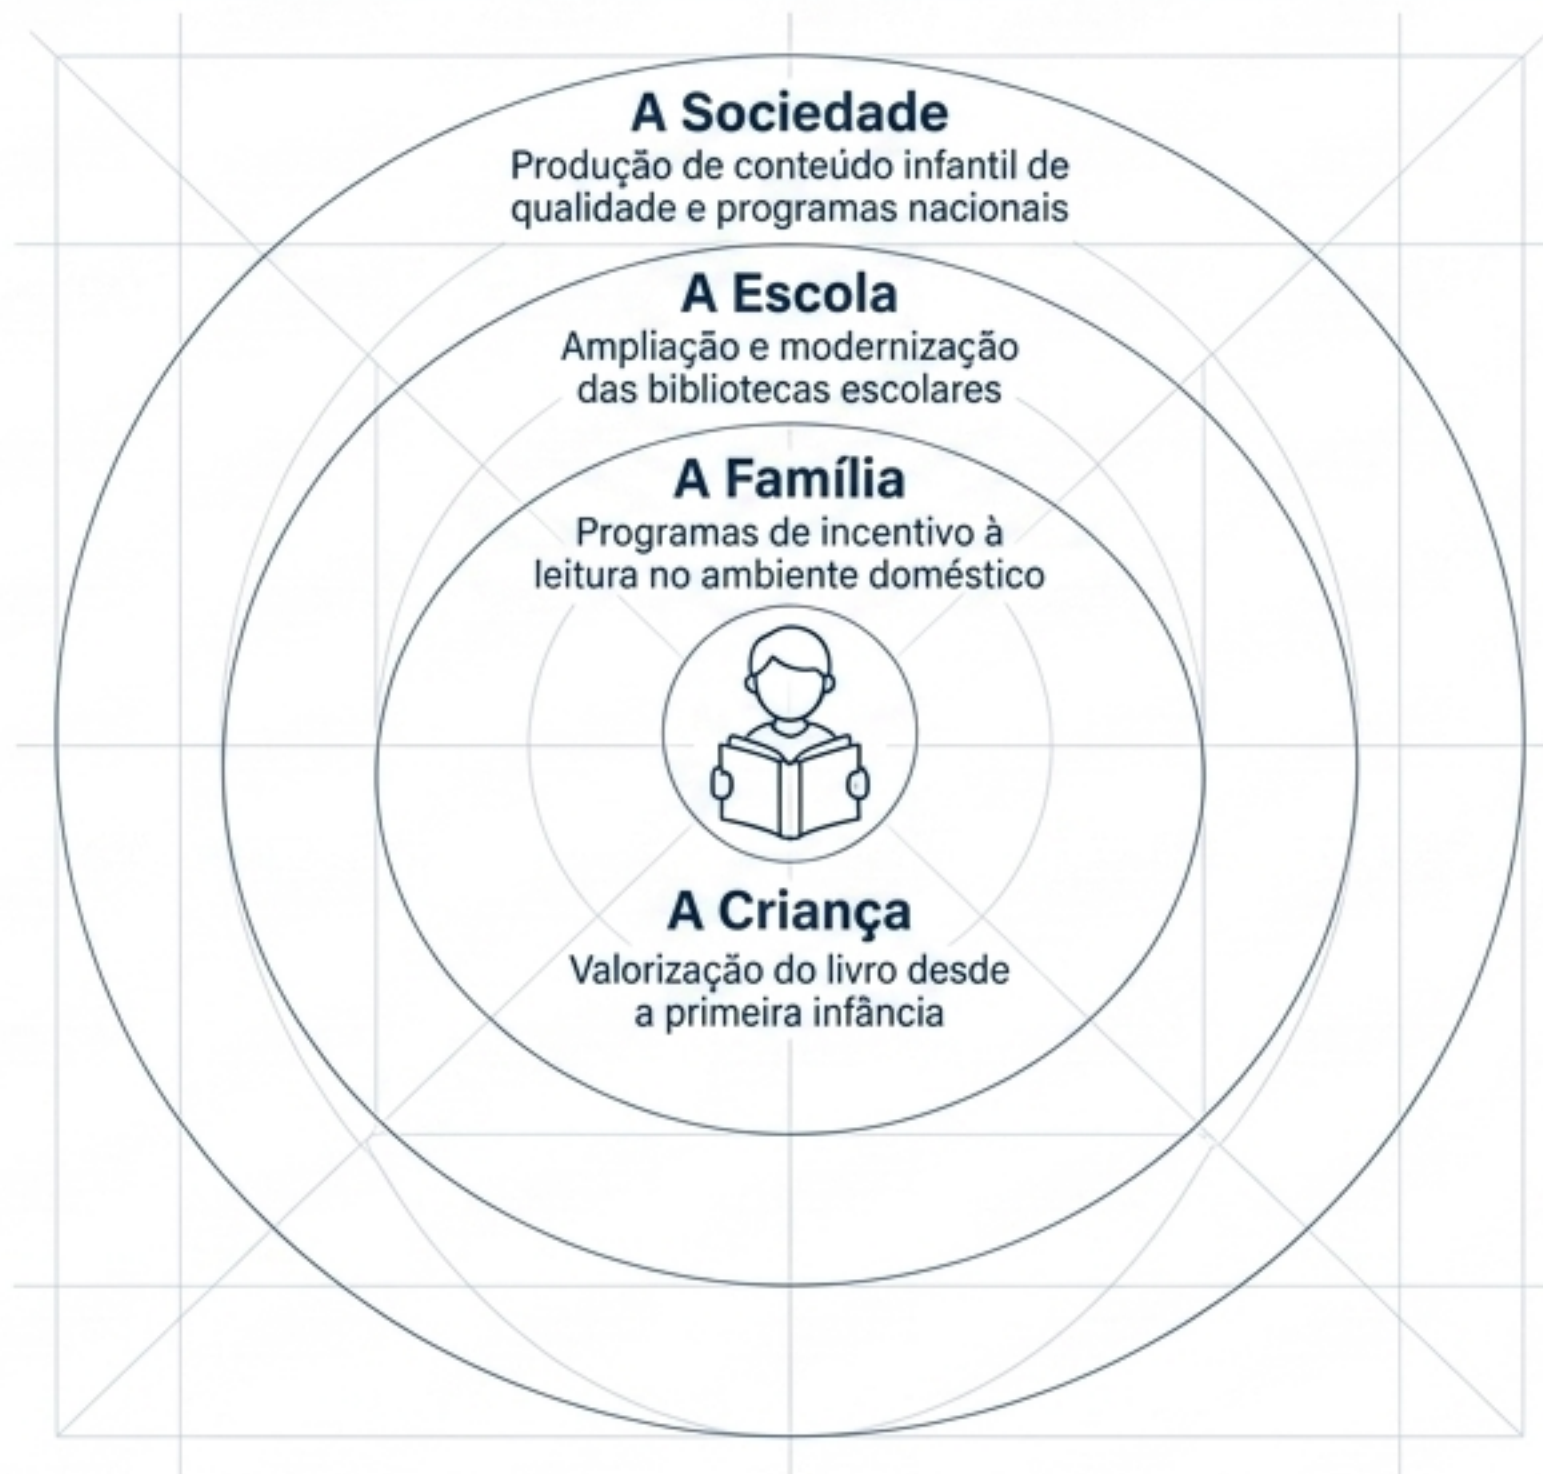 A Sociedade
Produção de conteúdo infantil de
qualidade e programas nacionais
A Escola
Ampliação e modernização
das bibliotecas escolares
A Família
Programas de incentivo à
leitura no ambiente doméstico
A Criança
Valorização do livro desde
a primeira infância